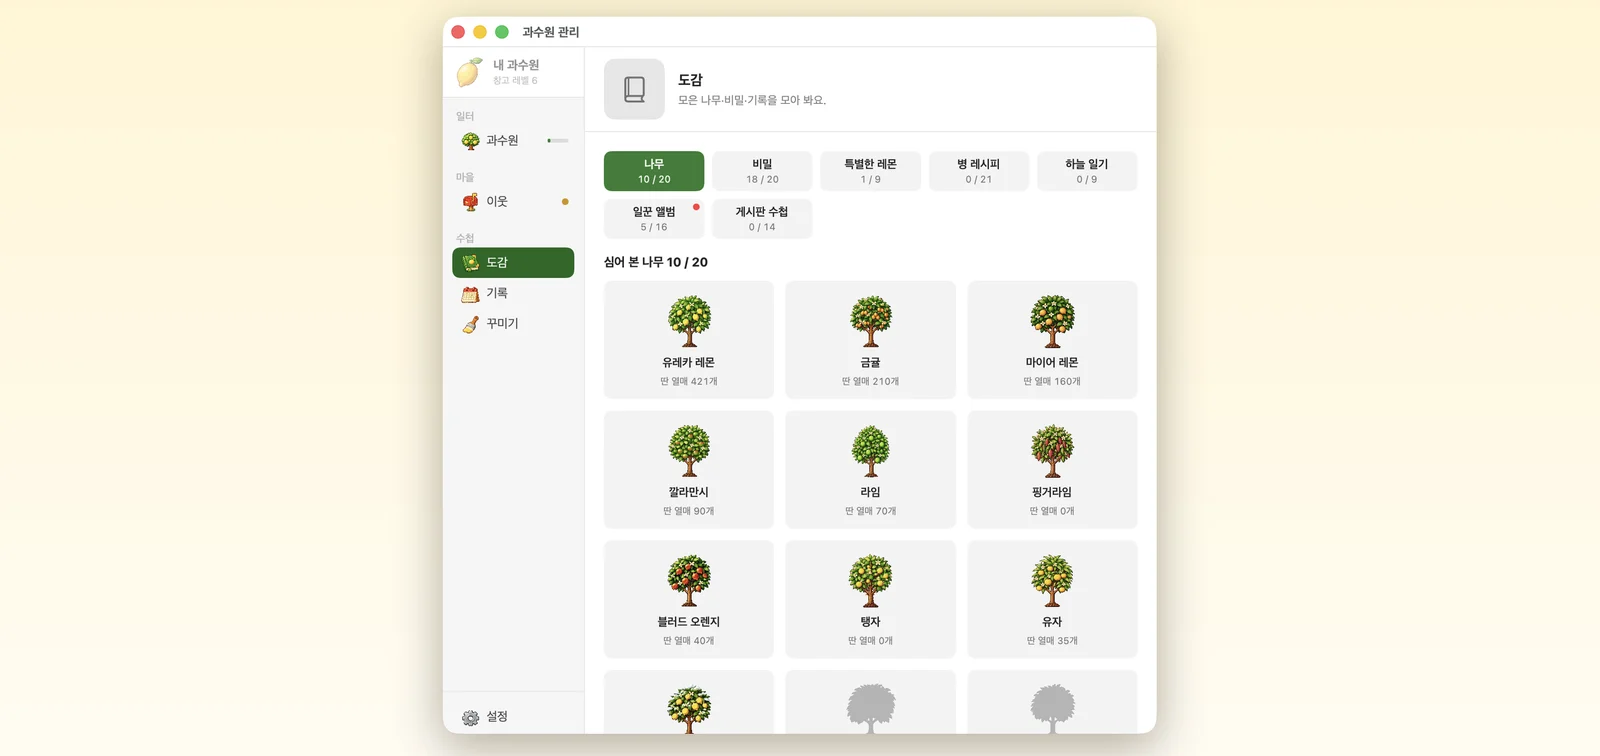 과수원 관리
내 과수원
창고 레벨 6
일터
과수원
마을
이웃
수첩
도감
기록
꾸미기
설정
도감
모은 나무·비밀·기록을 모아 봐요.
나무
10 / 20
비밀
18 / 20
특별한 레몬
1 / 9
병 레시피
0 / 21
하늘 일기
0 / 9
일꾼 앨범
5 / 16
게시판 수첩
0 / 14
심어 본 나무 10 / 20
유레카 레몬
딴 열매 421개
금귤
딴 열매 210개
마이어 레몬
딴 열매 160개
깔라만시
딴 열매 90개
라임
딴 열매 70개
핑거라임
딴 열매 0개
블러드 오렌지
딴 열매 40개
탱자
딴 열매 0개
유자
딴 열매 35개